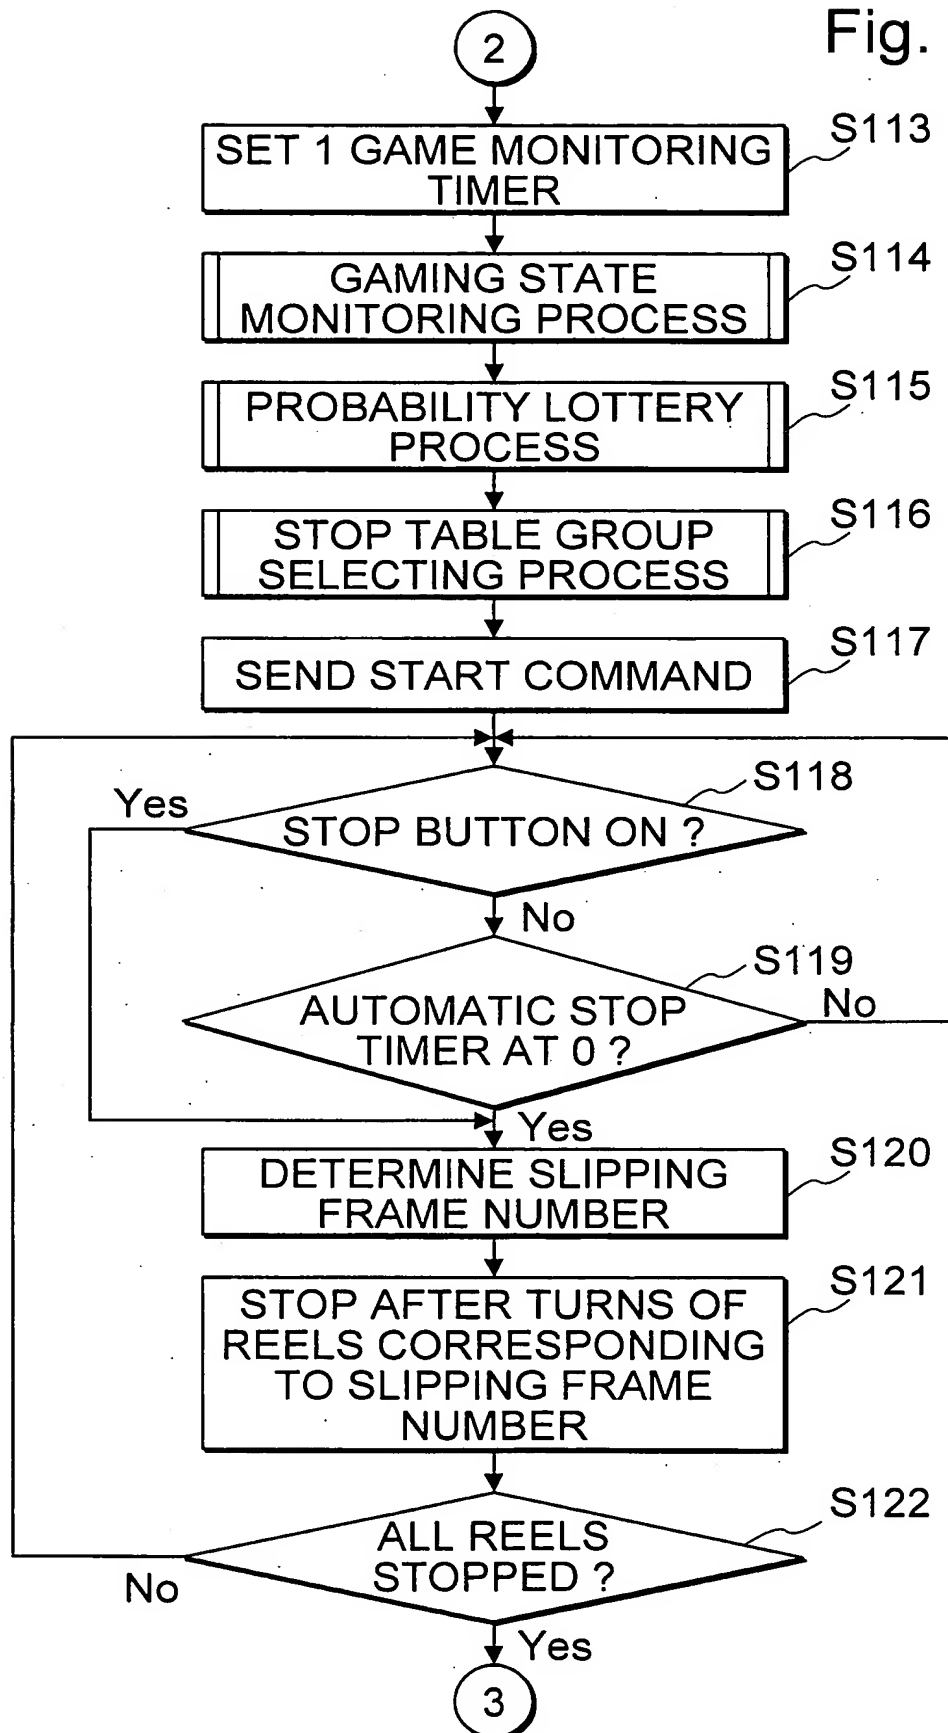 Fig.
2
S113
SET 1 GAME MONITORING
TIMER
S114
GAMING STATE
MONITORING PROCESS
S115
PROBABILITY LOTTERY
PROCESS
S116
STOP TABLE GROUP
SELECTING PROCESS
S117
SEND START COMMAND
S118
Yes
STOP BUTTON ON ?
No
S119
AUTOMATIC STOP
TIMER AT 0 ?
No
Yes
S120
DETERMINE SLIPPING
FRAME NUMBER
S121
STOP AFTER TURNS OF
REELS CORRESPONDING
TO SLIPPING FRAME
NUMBER
S122
ALL REELS
STOPPED ?
No
Yes
3